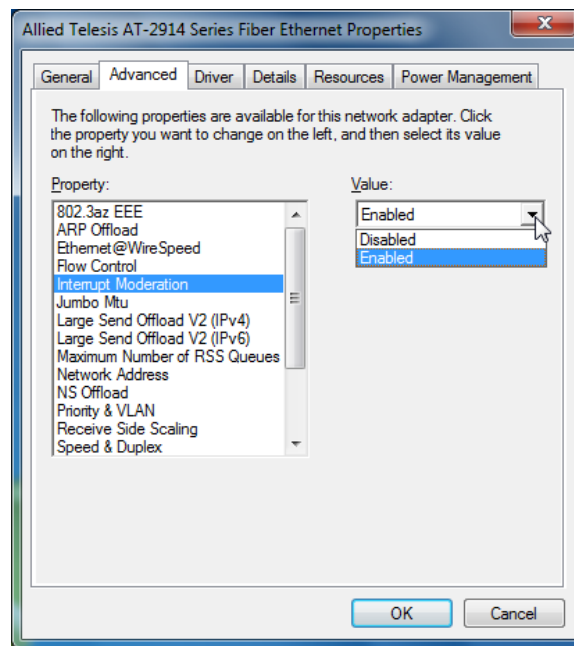 Allied Telesis AT-2914 Series Fiber Ethernet Properties
General Advanced Driver Details Resources Power Management
The following properties are available for this network adapter. Click
the property you want to change on the left, and then select its value
on the right.
Property:
802.3az EEE
ARP Offload
Ethernet@WireSpeed
Flow Control
Interrupt Moderation
Jumbo Mtu
Large Send Offload V2 (IPv4)
Large Send Offload V2 (IPv6)
Maximum Number of RSS Queues
Network Address
NS Offload
Priority & VLAN
Receive Side Scaling
Speed & Duplex
Value:
Enabled
Disabled
Enabled
OK Cancel